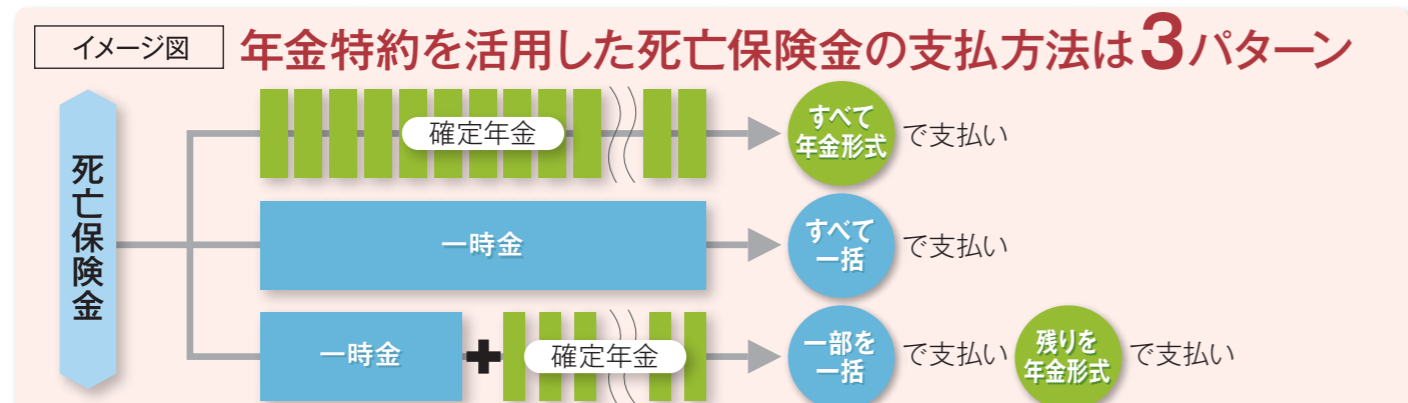 イメージ図
年金特約を活用した死亡保険金の支払方法は3パターン
死亡保険金
確定年金
すべて
年金形式
で支払い
一時金
すべて
一括
で支払い
一時金
+
確定年金
一部を
一括
で支払い
残りを
年金形式
で支払い